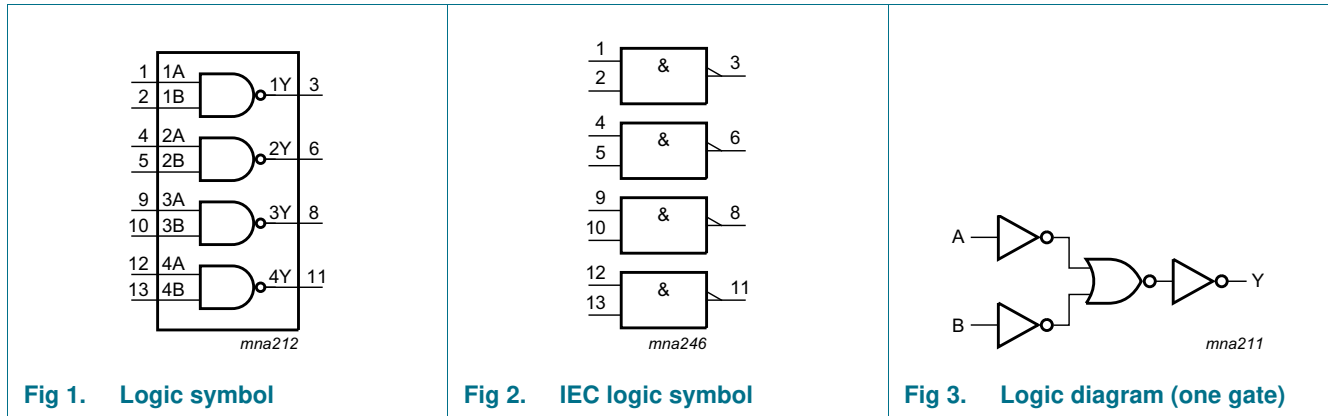 1 1A
2 1B
1Y 3
4 2A
5 2B
2Y 6
9 3A
10 3B
3Y 8
12 4A
13 4B
4Y 11
mna212
Fig 1. Logic symbol
1
2
&
3
4
5
&
6
9
10
&
8
12
13
&
11
mna246
Fig 2. IEC logic symbol
A
B
Y
mna211
Fig 3. Logic diagram (one gate)